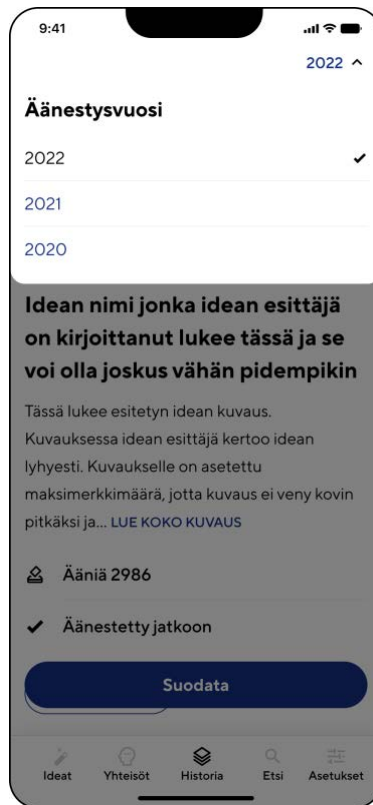 9:41
2022
Äänestysvuosi
2022
2021
2020
Idean nimi jonka idean esittäjä
on kirjoittanut lukee tässä ja se
voi olla joskus vähän pidempikin
Tässä lukee esitetyn idean kuvaus.
Kuvauksessa idean esittäjä kertoo idean
lyhyesti. Kuvaukselle on asetettu
maksimerkkimäärä, jotta kuvaus ei veny kovin
pitkäksi ja... LUE KOKO KUVAUS
Ääniä 2986
Äänestetty jatkoon
Suodata
Ideat Yhteisöt Historia Etsi Asetukset